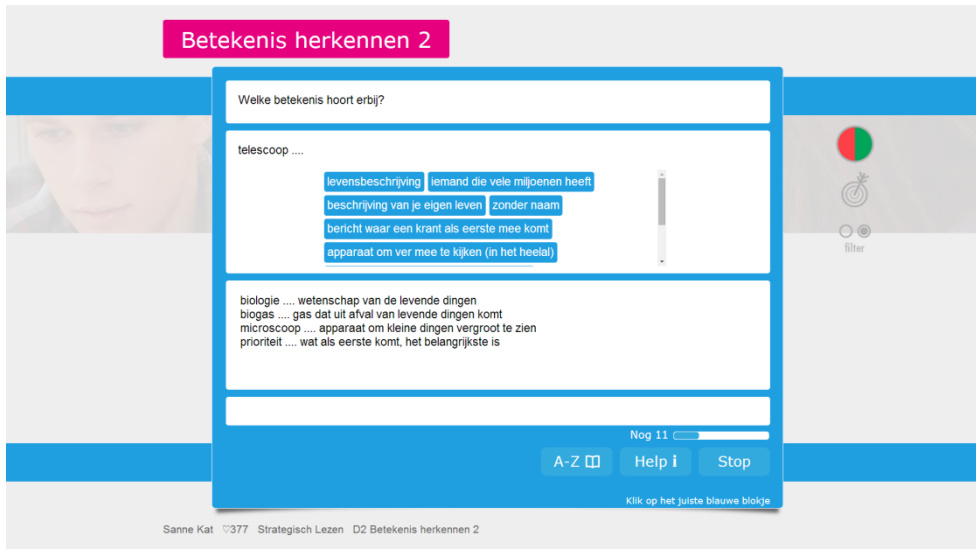 Betekenis herkennen 2
Welke betekenis hoort erbij?
telescoop ....
levensbeschrijving iemand die vele miljoenen heeft
beschrijving van je eigen leven zonder naam
bericht waar een krant als eerste mee komt
apparaat om ver mee te kijken (in het heelal)
filter
biologie .... wetenschap van de levende dingen
biogas .... gas dat uit afval van levende dingen komt
microscoop .... apparaat om kleine dingen vergroot te zien
prioriteit .... wat als eerste komt, het belangrijkste is
Nog 11
A-Z Help i Stop
Klik op het juiste blauwe blokje
Sanne Kat ♡377 Strategisch Lezen D2 Betekenis herkennen 2